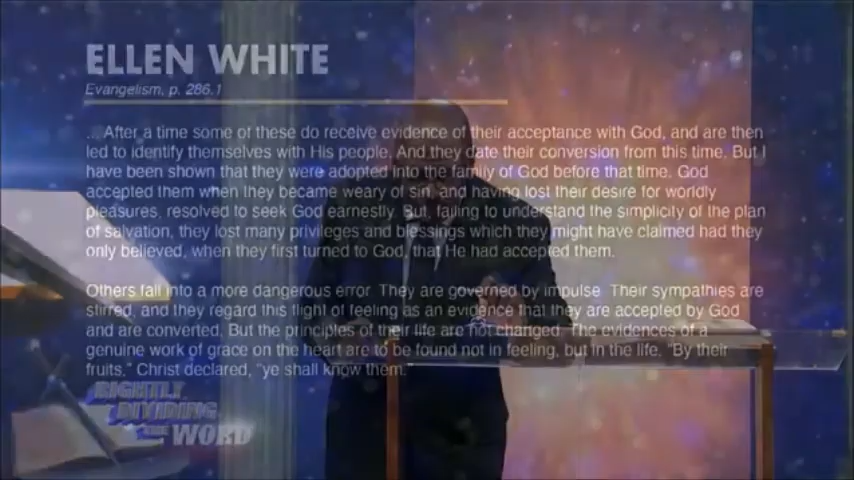 ELLEN WHITE
Evangelism, p. 286.1
... After a time some of these do receive evidence of their acceptance with God, and are then
led to identify themselves with His people. And they date their conversion from this time. But I
have been shown that they were adopted into the family of God before that time. God
accepted them when they became weary of sin, and having lost their desire for worldly
pleasures, resolved to seek God earnestly. But, failing to understand the simplicity of the plan
of salvation, they lost many privileges and blessings which they might have claimed had they
only believed, when they first turned to God, that He had accepted them.
Others fall into a more dangerous error. They are governed by impulse. Their sympathies are
stirred, and they regard this flight of feeling as an evidence that they are accepted by God
and are converted. But the principles of their life are not changed. The evidences of a
genuine work of grace on the heart are to be found not in feeling, but in the life. "By their
fruits," Christ declared, "ye shall know them."
RIGHTLY
DIVIDING
THE WORD